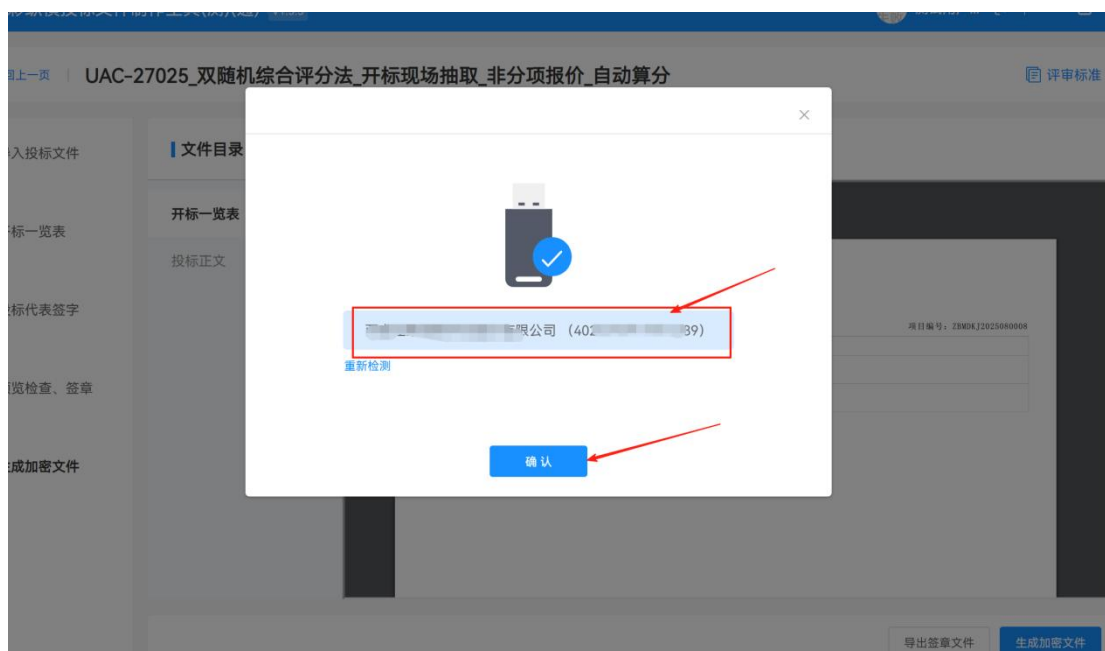 UAC-27025_双随机综合评分法_开标现场抽取_非分项报价_自动算分
评审标准
入投标文件
标一览表
标代表签字
览检查、签章
成加密文件
文件目录
开标一览表
投标正文
限公司 (402 39)
重新检测
确认
项目编号: ZBMDKJ2025080008
导出签章文件
生成加密文件